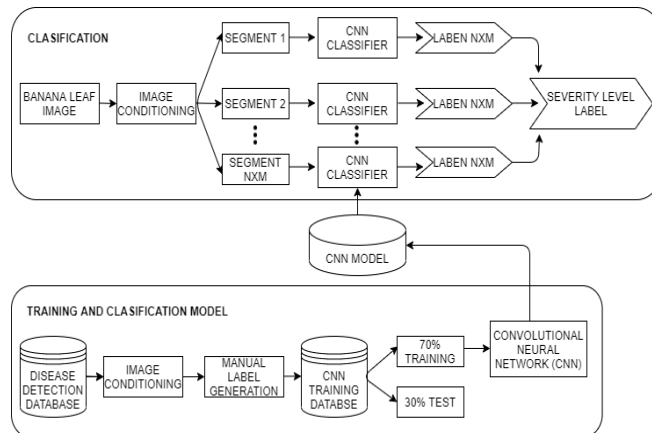 CLASIFICATION
BANANA LEAF
IMAGE
IMAGE
CONDITIONING
SEGMENT 1
CNN
CLASSIFIER
LABEN NXM
SEGMENT 2
CNN
CLASSIFIER
LABEN NXM
SEGMENT
NXM
CNN
CLASSIFIER
LABEN NXM
SEVERITY LEVEL
LABEL
CNN MODEL
TRAINING AND CLASIFICATION MODEL
DISEASE
DETECTION
DATABASE
IMAGE
CONDITIONING
MANUAL
LABEL
GENERATION
CNN
TRAINING
DATABSE
70%
TRAINING
30% TEST
CONVOLUTIONAL
NEURAL
NETWORK (CNN)